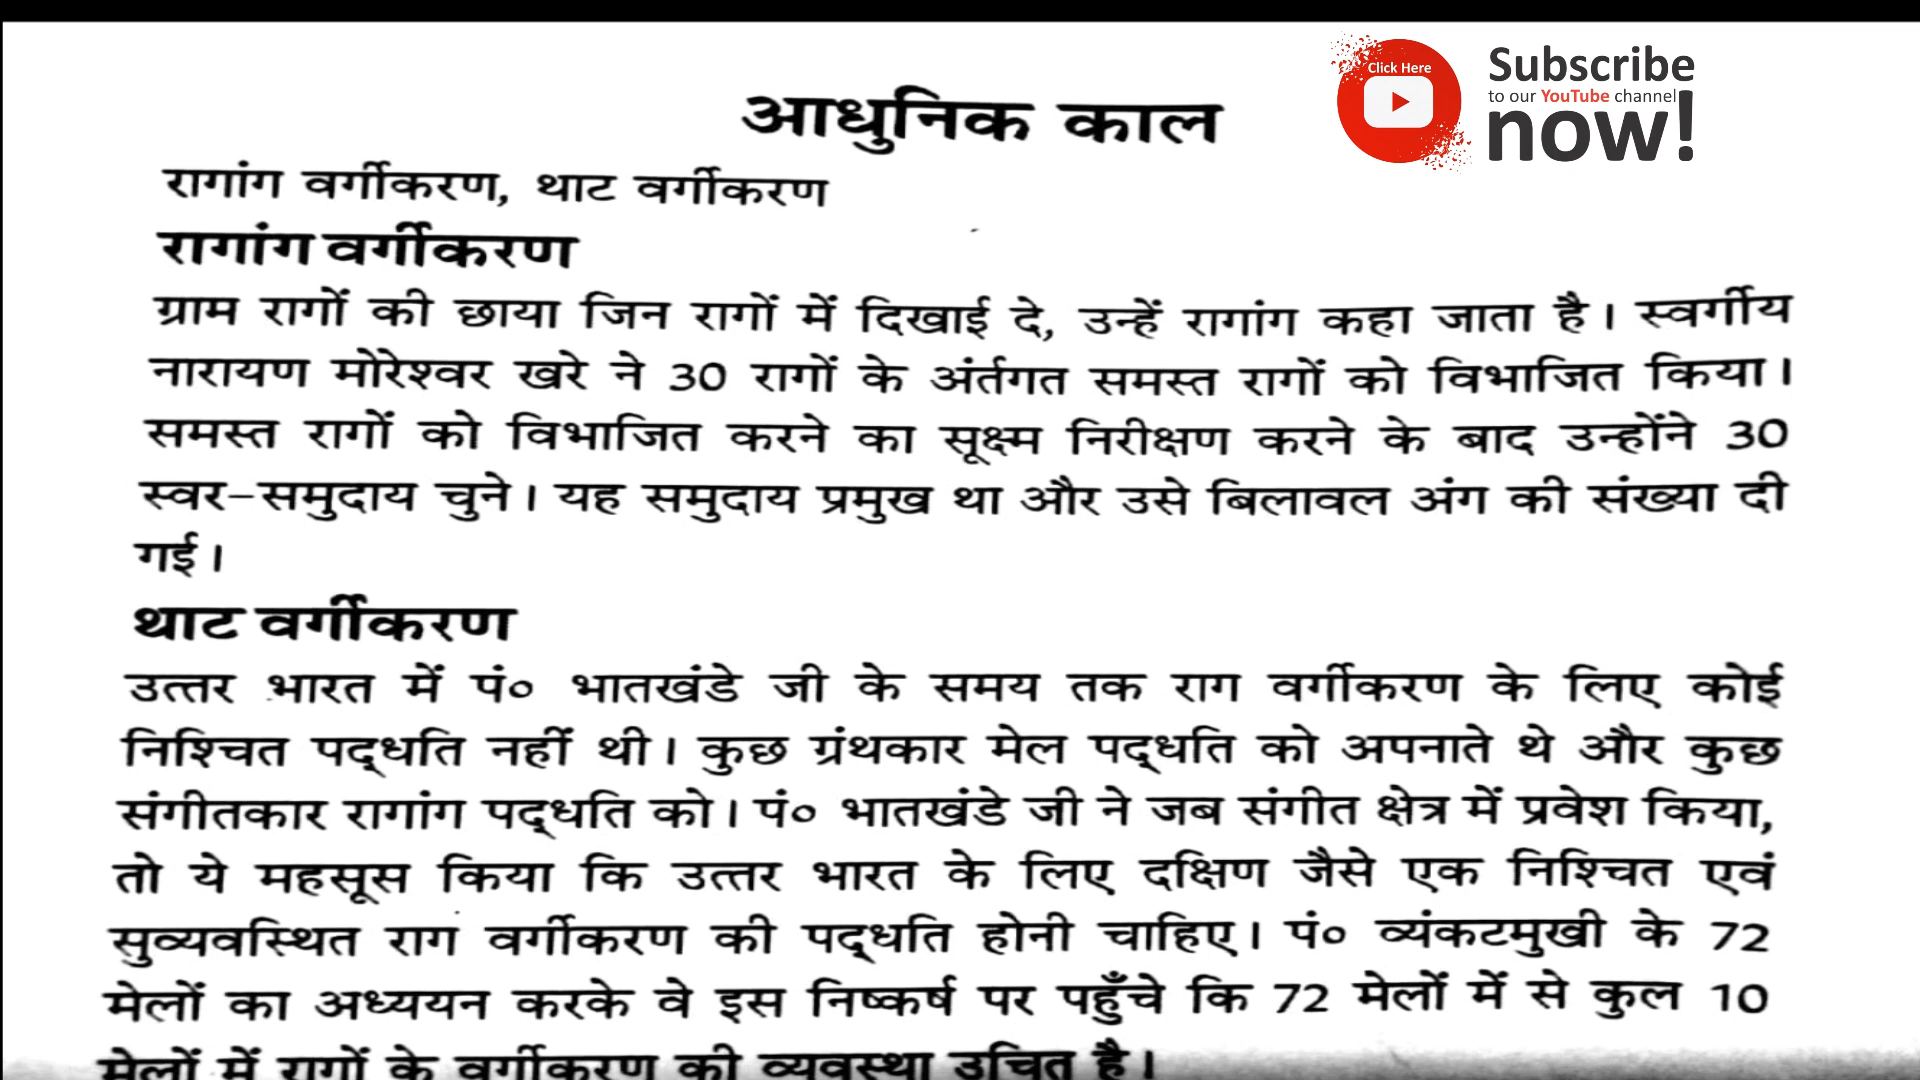 Click Here
Subscribe
to our YouTube channel
now!
आधुनिक काल
रागांग वर्गीकरण, थाट वर्गीकरण
रागांग वर्गीकरण
ग्राम रागों की छाया जिन रागों में दिखाई दे, उन्हें रागांग कहा जाता है। स्वर्गीय
नारायण मोरेश्वर खरे ने 30 रागों के अंर्तगत समस्त रागों को विभाजित किया।
समस्त रागों को विभाजित करने का सूक्ष्म निरीक्षण करने के बाद उन्होंने 30
स्वर-समुदाय चुने। यह समुदाय प्रमुख था और उसे बिलावल अंग की संख्या दी
गई।
थाट वर्गीकरण
उत्तर भारत में पं० भातखंडे जी के समय तक राग वर्गीकरण के लिए कोई
निश्चित पद्धति नहीं थी। कुछ ग्रंथकार मेल पद्धति को अपनाते थे और कुछ
संगीतकार रागांग पद्धति को। पं० भातखंडे जी ने जब संगीत क्षेत्र में प्रवेश किया,
तो ये महसूस किया कि उत्तर भारत के लिए दक्षिण जैसे एक निश्चित एवं
सुव्यवस्थित राग वर्गीकरण की पद्धति होनी चाहिए। पं० व्यंकटमुखी के 72
मेलों का अध्ययन करके वे इस निष्कर्ष पर पहुँचे कि 72 मेलों में से कुल 10
मेलों में रागों के वर्गीकरण की व्यवस्था उचित है।